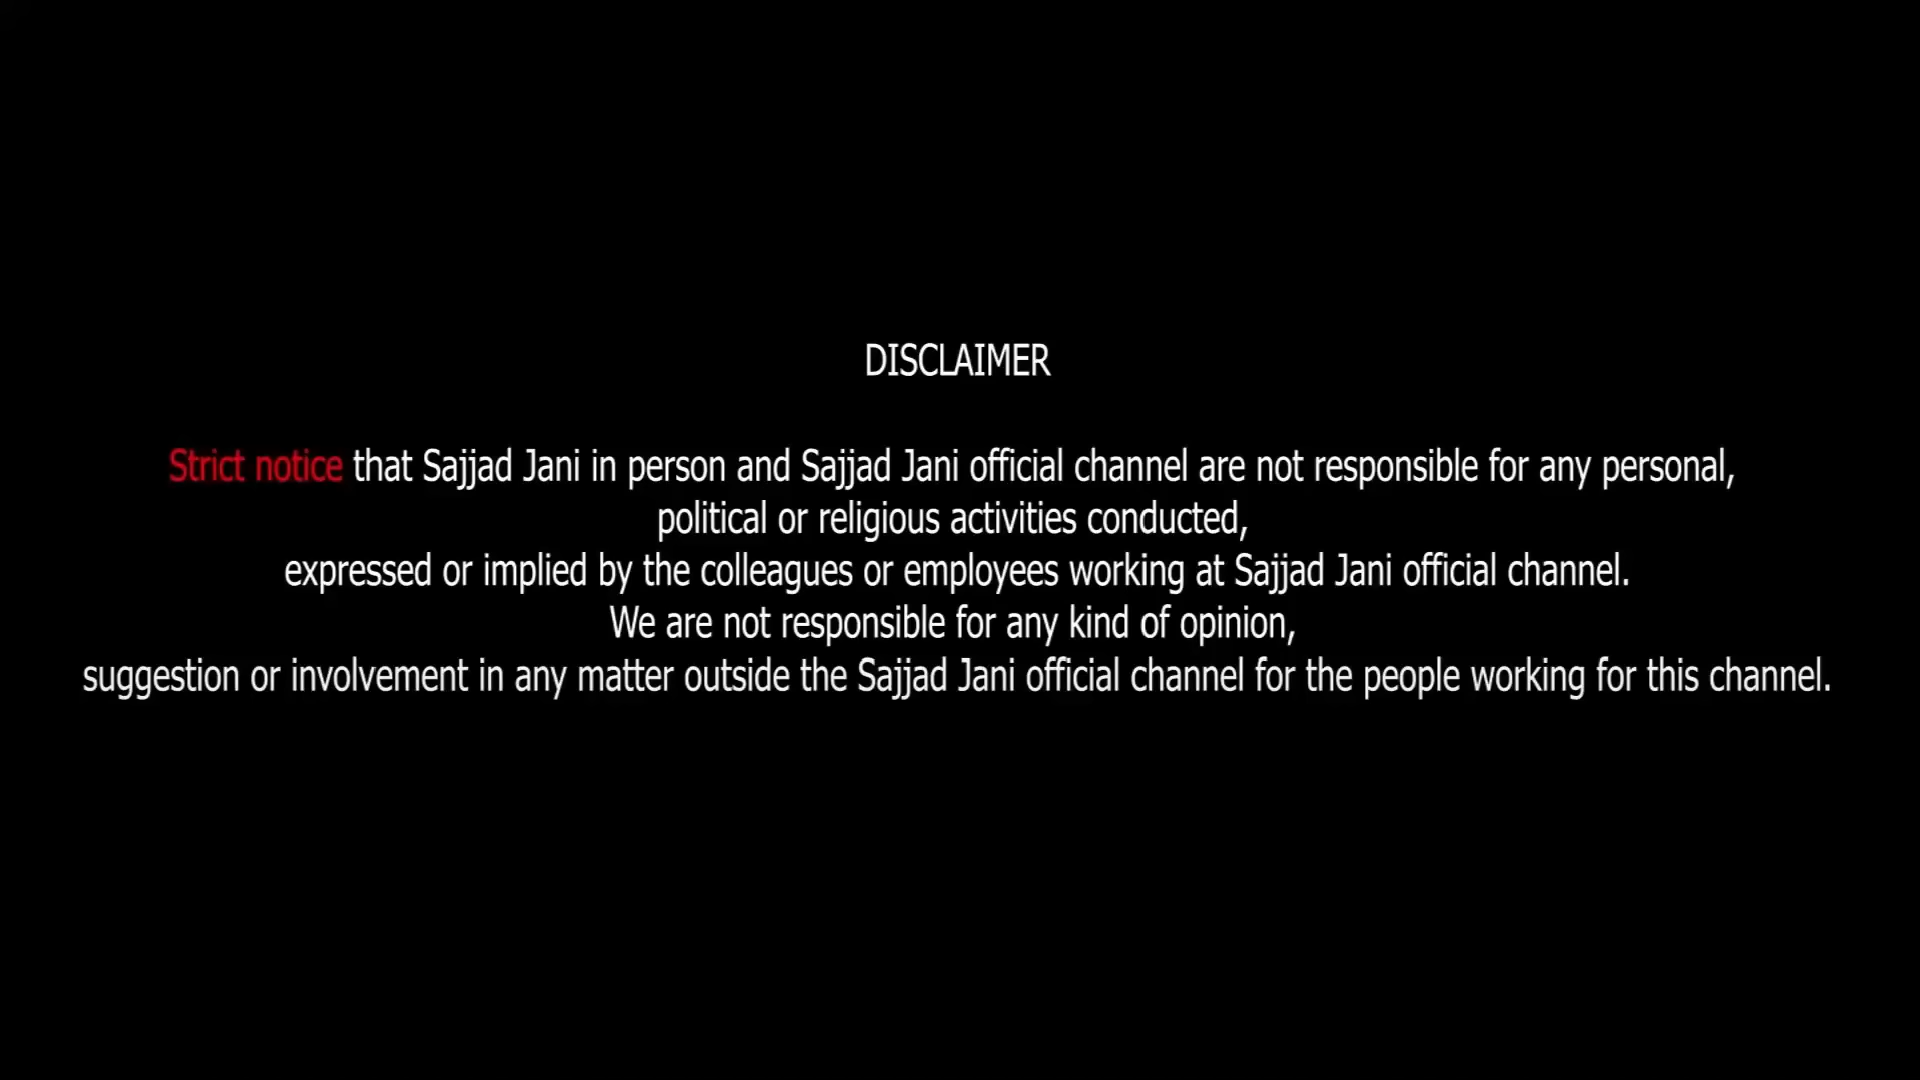 DISCLAIMER
Strict notice that Sajjad Jani in person and Sajjad Jani official channel are not responsible for any personal,
political or religious activities conducted,
expressed or implied by the colleagues or employees working at Sajjad Jani official channel.
We are not responsible for any kind of opinion,
suggestion or involvement in any matter outside the Sajjad Jani official channel for the people working for this channel.